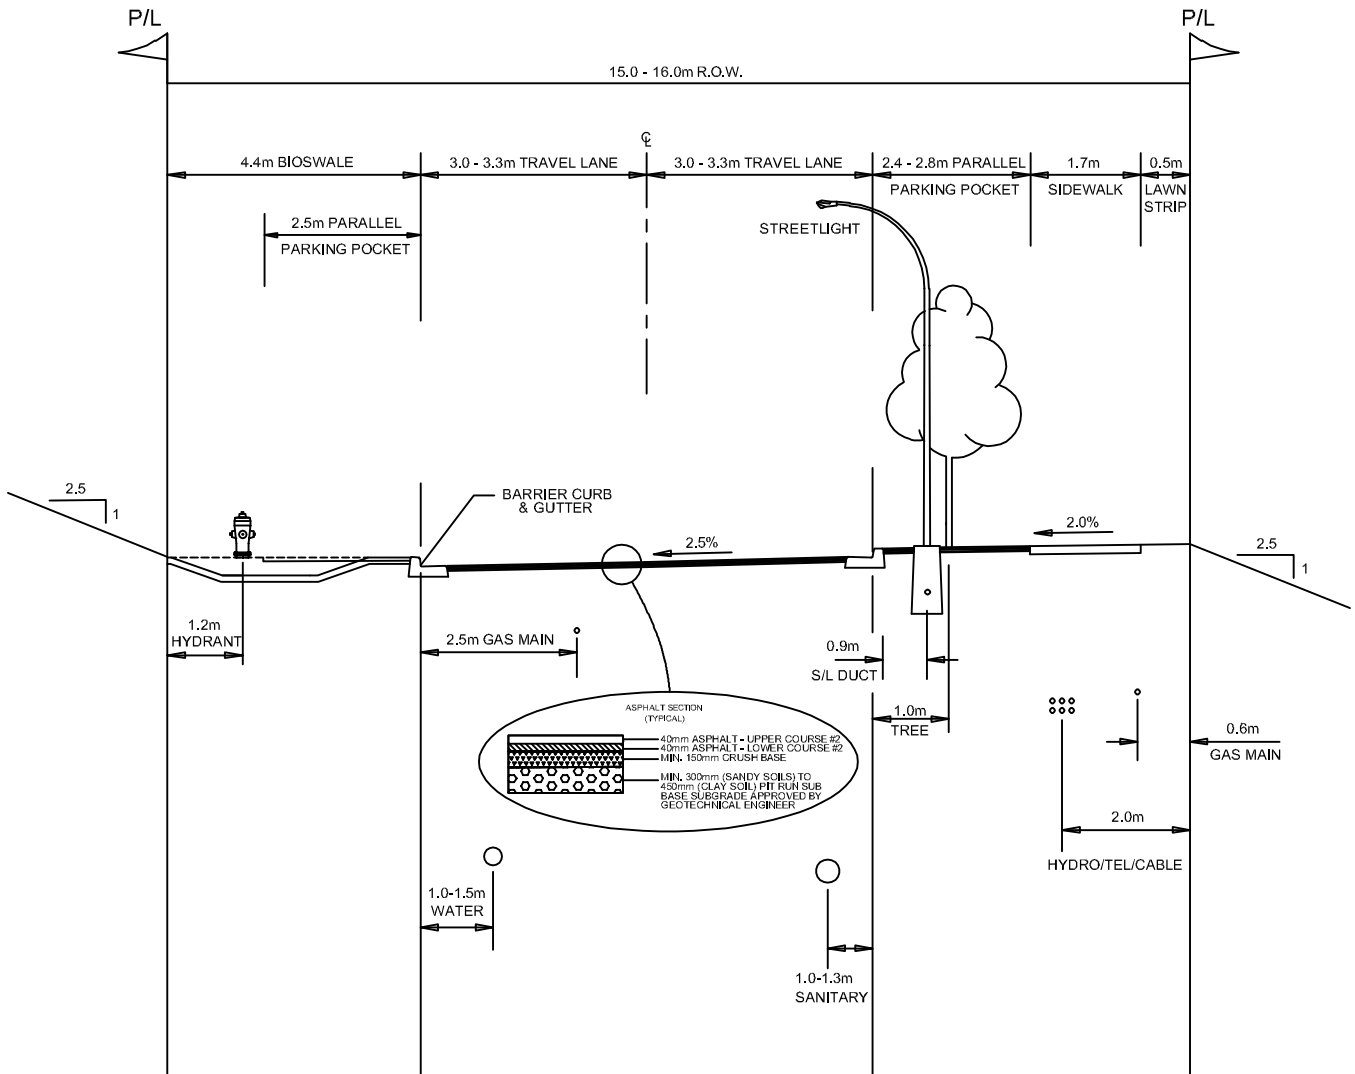 P/L
P/L
15.0 - 16.0m R.O.W.
℄
4.4m BIOSWALE
3.0 - 3.3m TRAVEL LANE
3.0 - 3.3m TRAVEL LANE
2.4 - 2.8m PARALLEL
PARKING POCKET
1.7m
SIDEWALK
0.5m
LAWN
STRIP
2.5m PARALLEL
PARKING POCKET
STREETLIGHT
2.5
1
BARRIER CURB
& GUTTER
2.5%
2.0%
2.5
1
1.2m
HYDRANT
2.5m GAS MAIN
0.9m
S/L DUCT
1.0m
TREE
0.6m
GAS MAIN
ASPHALT SECTION
(TYPICAL)
40mm ASPHALT - UPPER COURSE #2
40mm ASPHALT - LOWER COURSE #2
MIN. 150mm CRUSH BASE
MIN. 300mm (SANDY SOILS) TO
450mm (CLAY SOIL) PIT RUN SUB
BASE SUBGRADE APPROVED BY
GEOTECHNICAL ENGINEER
2.0m
HYDRO/TEL/CABLE
1.0-1.5m
WATER
1.0-1.3m
SANITARY